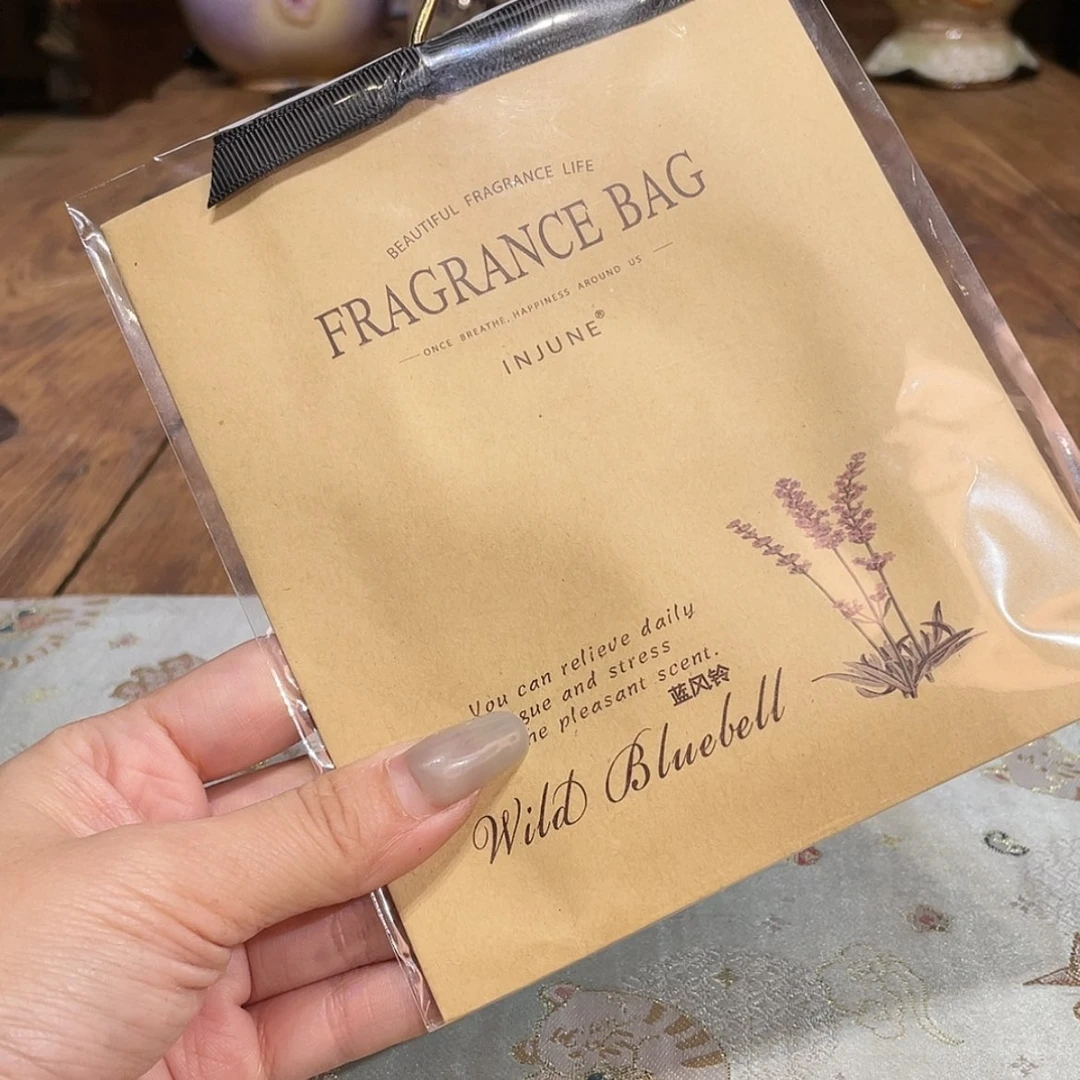 BEAUTIFUL FRAGRANCE LIFE
FRAGRANCE BAG
ONCE BREATHE, HAPPINESS AROUND US
INJUNE®
You can relieve daily
and stress
pleasant scent.
蓝风铃
Wild Bluebell